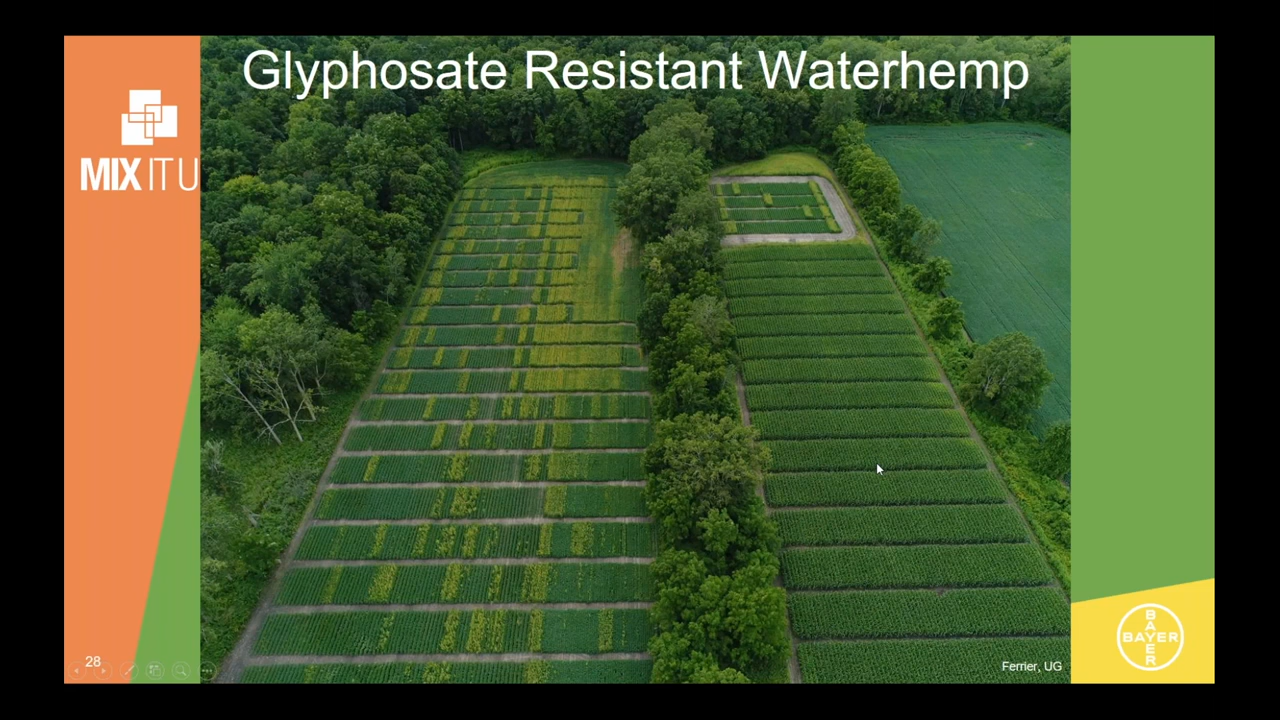 Glyphosate Resistant Waterhemp
MIX IT U
Ferrier, UG
BAYER
BAYER
28